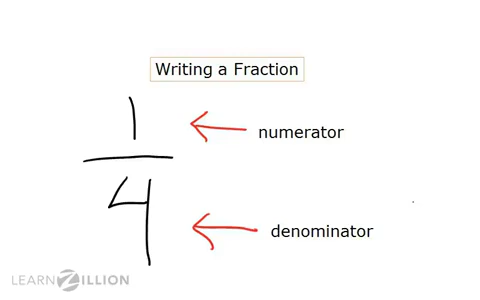 Writing a Fraction
1
numerator
4
denominator
LEARNZILLION